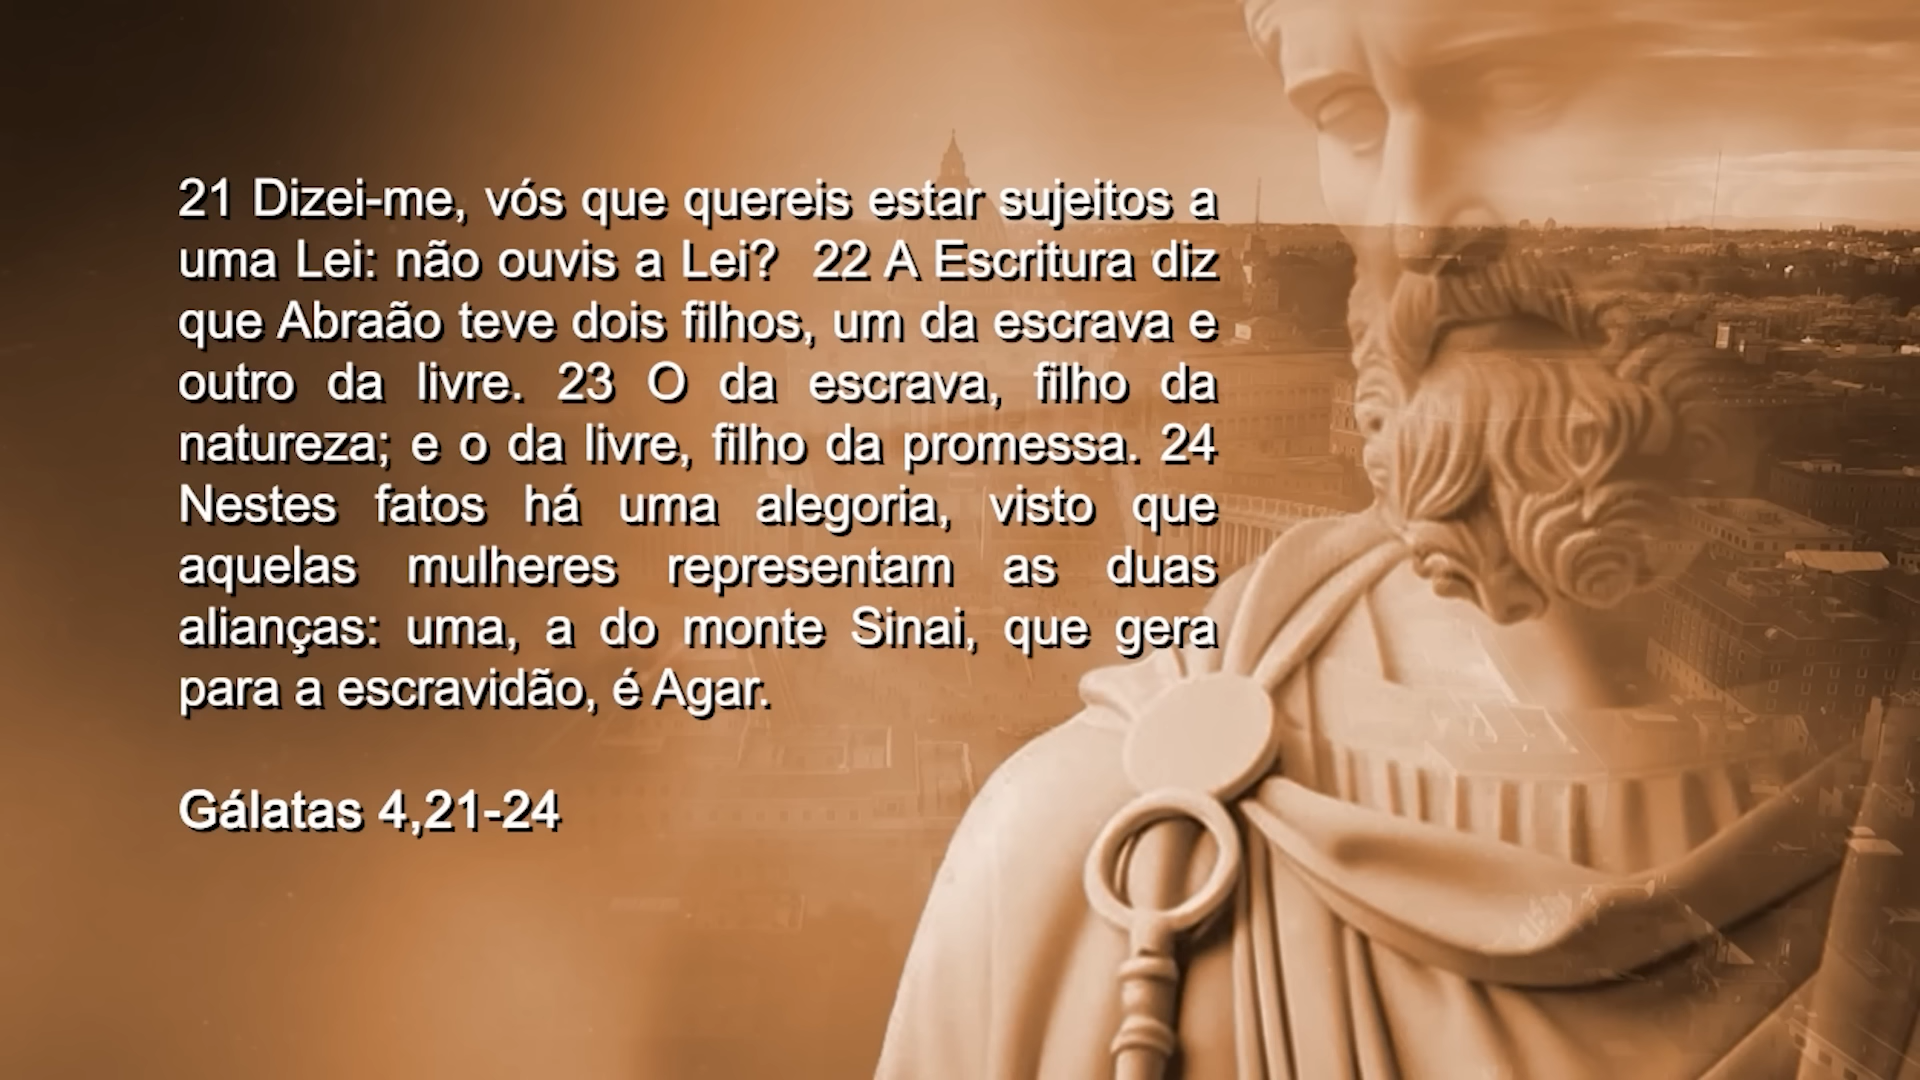 21 Dizei-me, vós que quereis estar sujeitos a
uma Lei: não ouvis a Lei?  22 A Escritura diz
que Abraão teve dois filhos, um da escrava e
outro da livre. 23 O da escrava, filho da
natureza; e o da livre, filho da promessa. 24
Nestes fatos há uma alegoria, visto que
aquelas mulheres representam as duas
alianças: uma, a do monte Sinai, que gera
para a escravidão, é Agar.
Gálatas 4,21-24